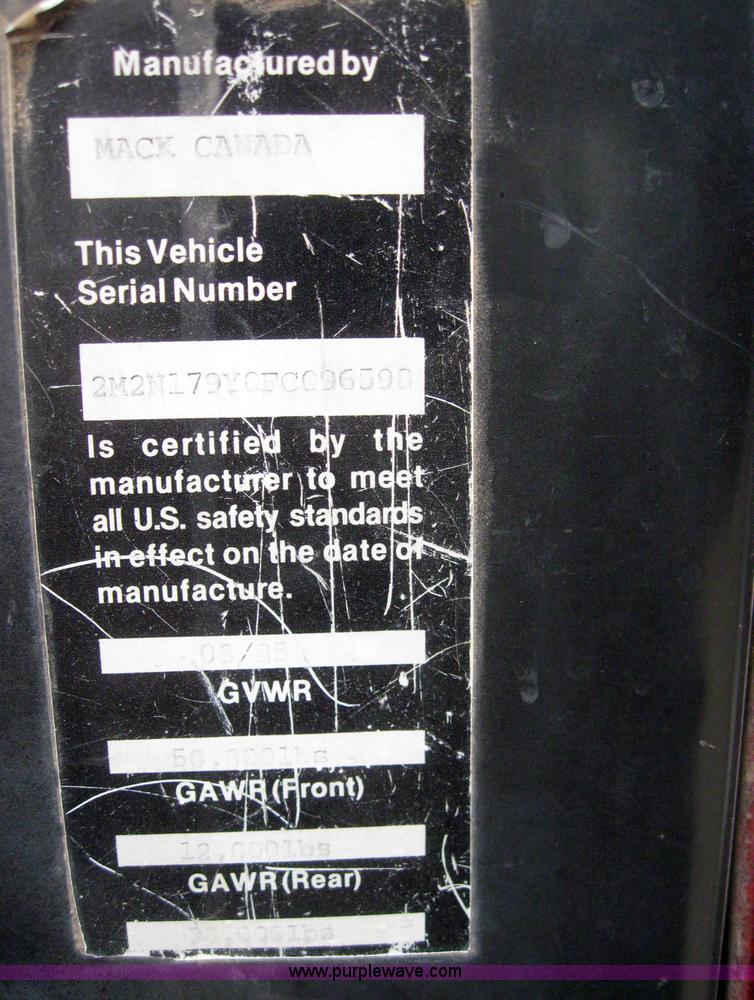 Manufactured by
MACK CANADA
This Vehicle
Serial Number
2M2N179Y0FC096590
Is certified by the
manufacturer to meet
all U.S. safety standards
in effect on the date of
manufacture.
03/85
GVWR
50,000lbs
GAWR (Front)
12,000lbs
GAWR (Rear)
www.purplewave.com